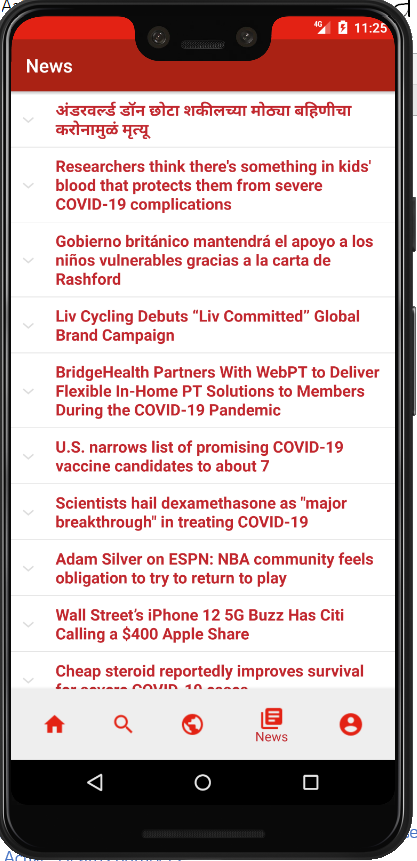 4G 11:25
News
अंडरवर्ल्ड डॉन छोटा शकीलच्या मोठ्या बहिणीचा
करोनामुळं मृत्यू
Researchers think there's something in kids'
blood that protects them from severe
COVID-19 complications
Gobierno británico mantendrá el apoyo a los
niños vulnerables gracias a la carta de
Rashford
Liv Cycling Debuts “Liv Committed” Global
Brand Campaign
BridgeHealth Partners With WebPT to Deliver
Flexible In-Home PT Solutions to Members
During the COVID-19 Pandemic
U.S. narrows list of promising COVID-19
vaccine candidates to about 7
Scientists hail dexamethasone as "major
breakthrough" in treating COVID-19
Adam Silver on ESPN: NBA community feels
obligation to try to return to play
Wall Street’s iPhone 12 5G Buzz Has Citi
Calling a $400 Apple Share
Cheap steroid reportedly improves survival
for severe COVID-19 cases
News